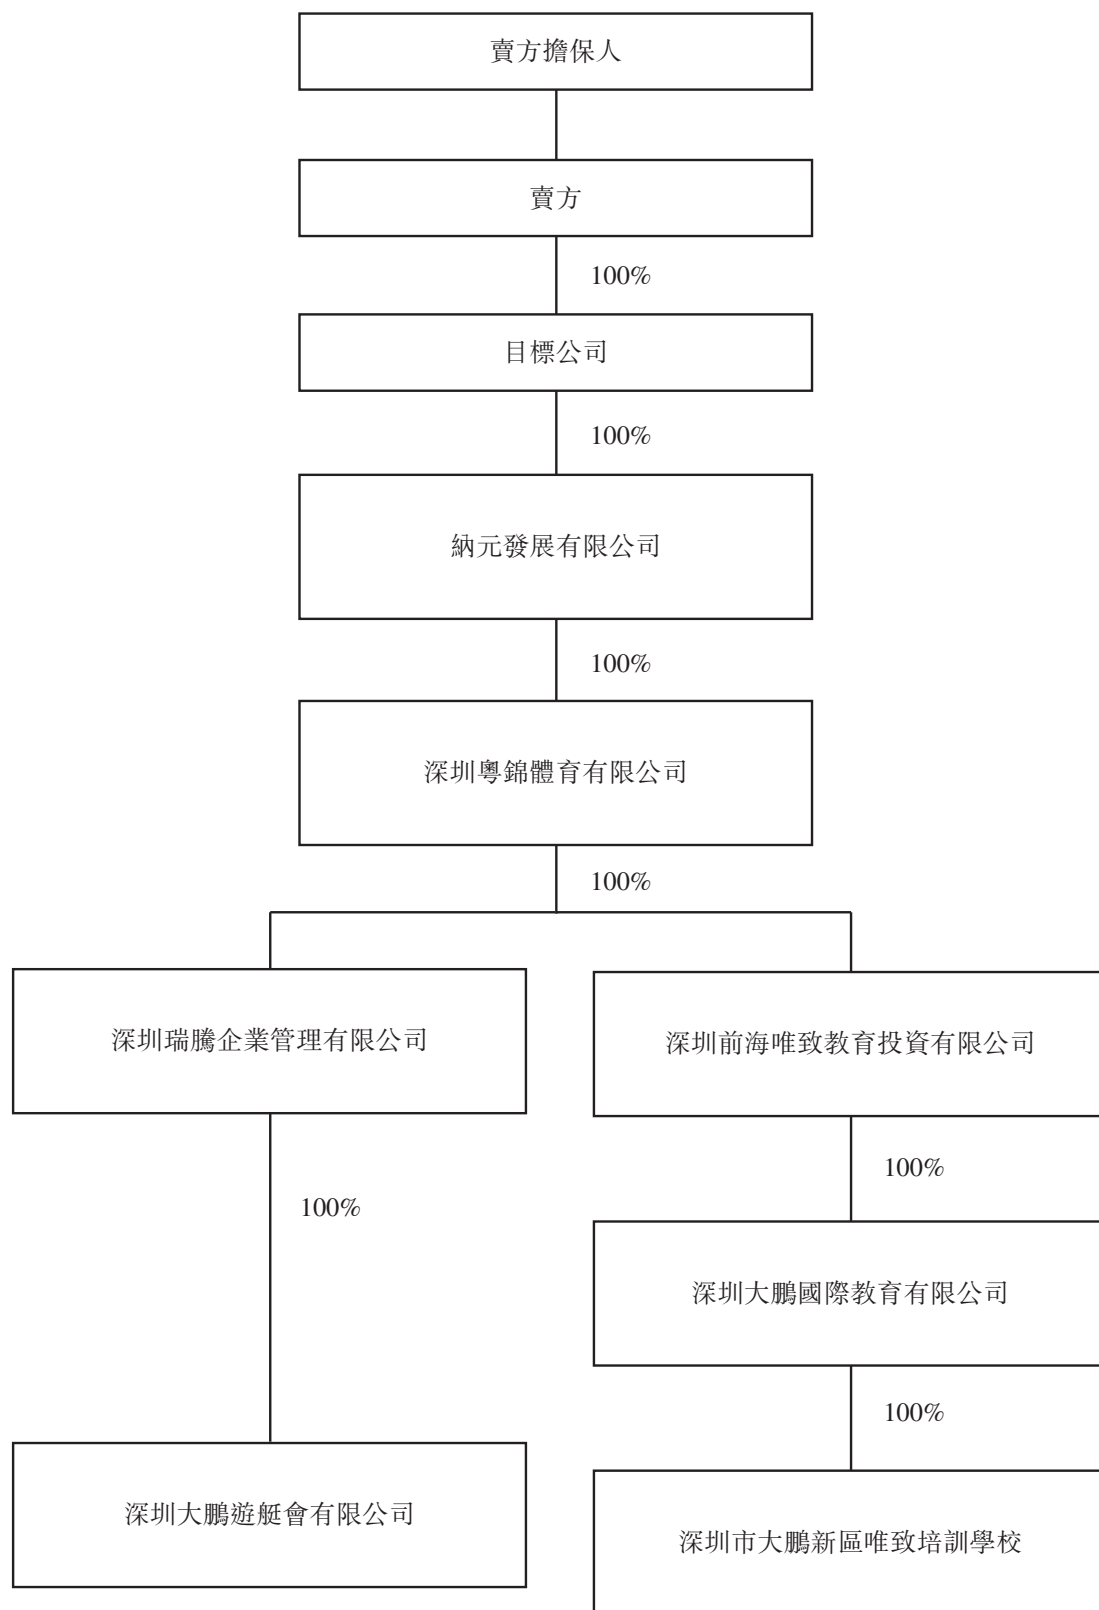 賣方擔保人
賣方
100%
目標公司
100%
納元發展有限公司
100%
深圳粵錦體育有限公司
100%
深圳瑞騰企業管理有限公司
深圳前海唯致教育投資有限公司
100%
100%
深圳大鵬國際教育有限公司
100%
深圳大鵬遊艇會有限公司
深圳市大鵬新區唯致培訓學校